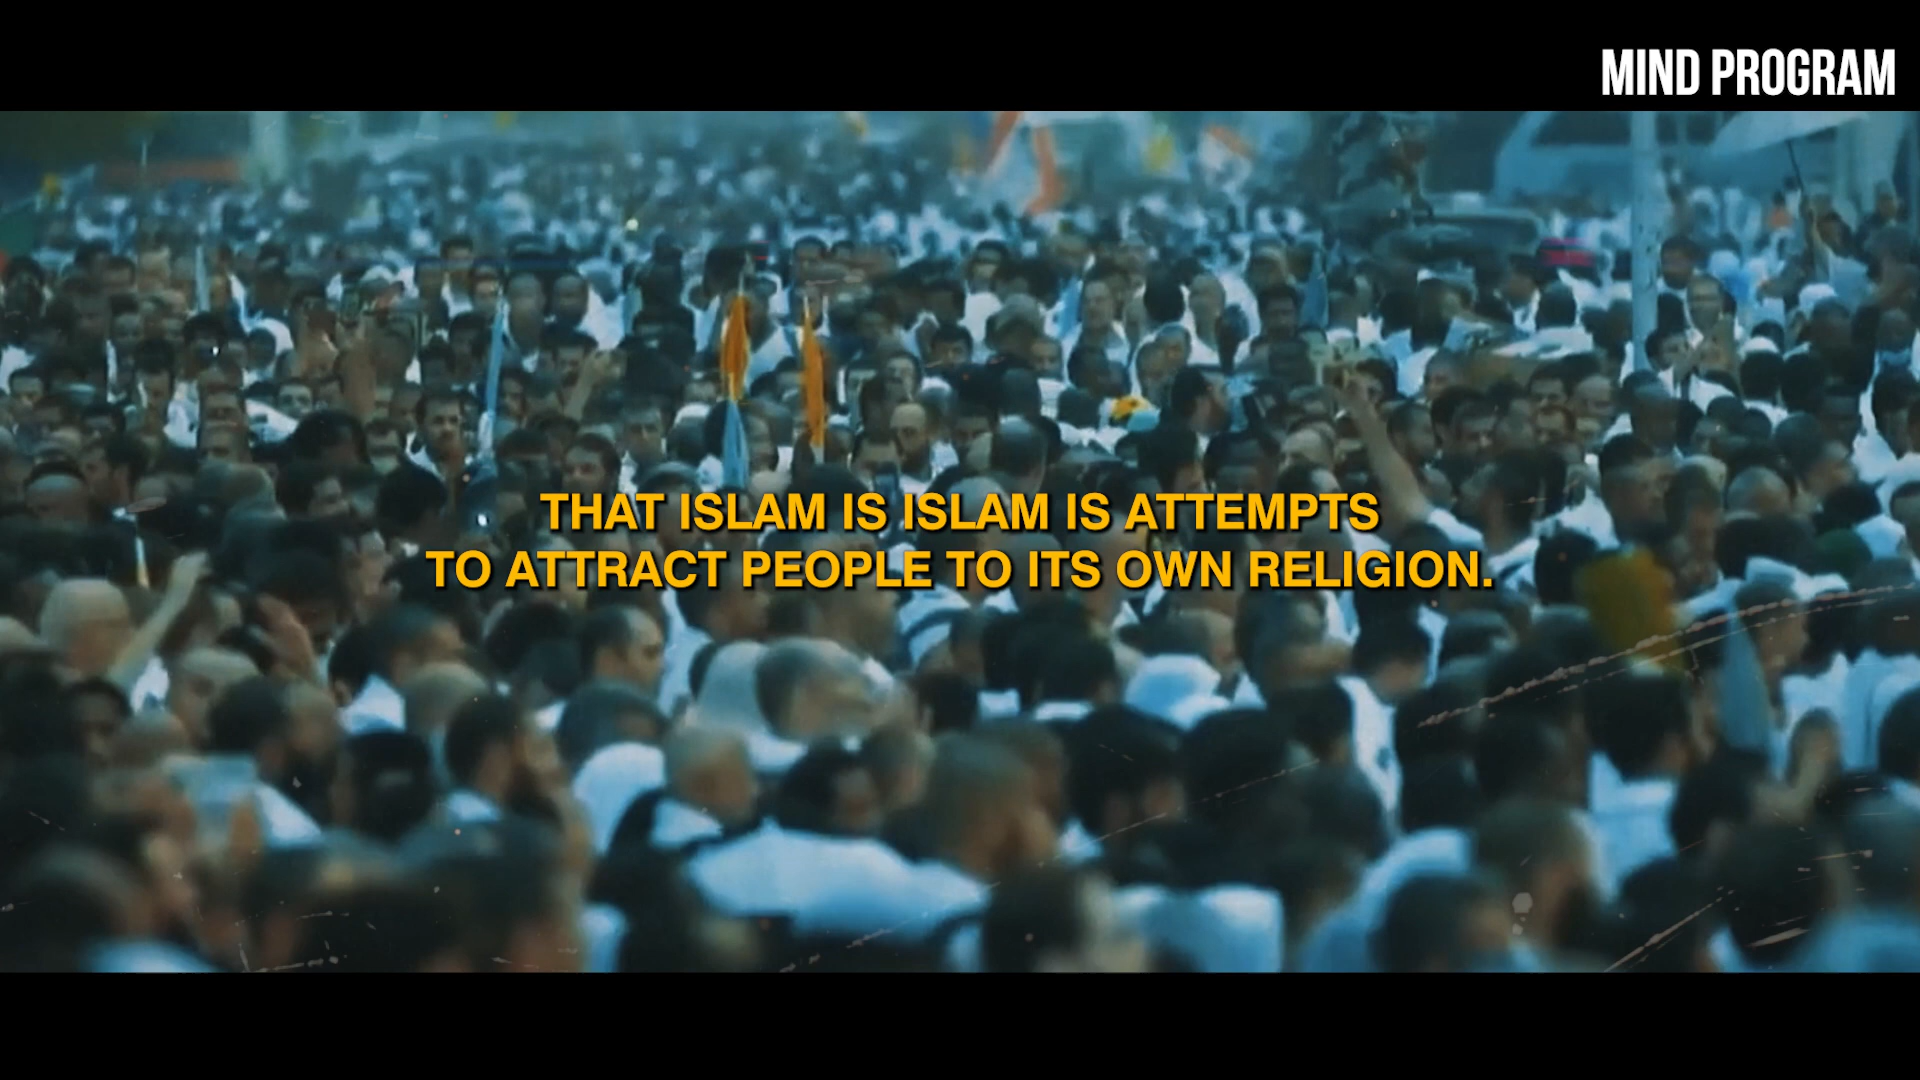 MIND PROGRAM
THAT ISLAM IS ISLAM IS ATTEMPTS
TO ATTRACT PEOPLE TO ITS OWN RELIGION.